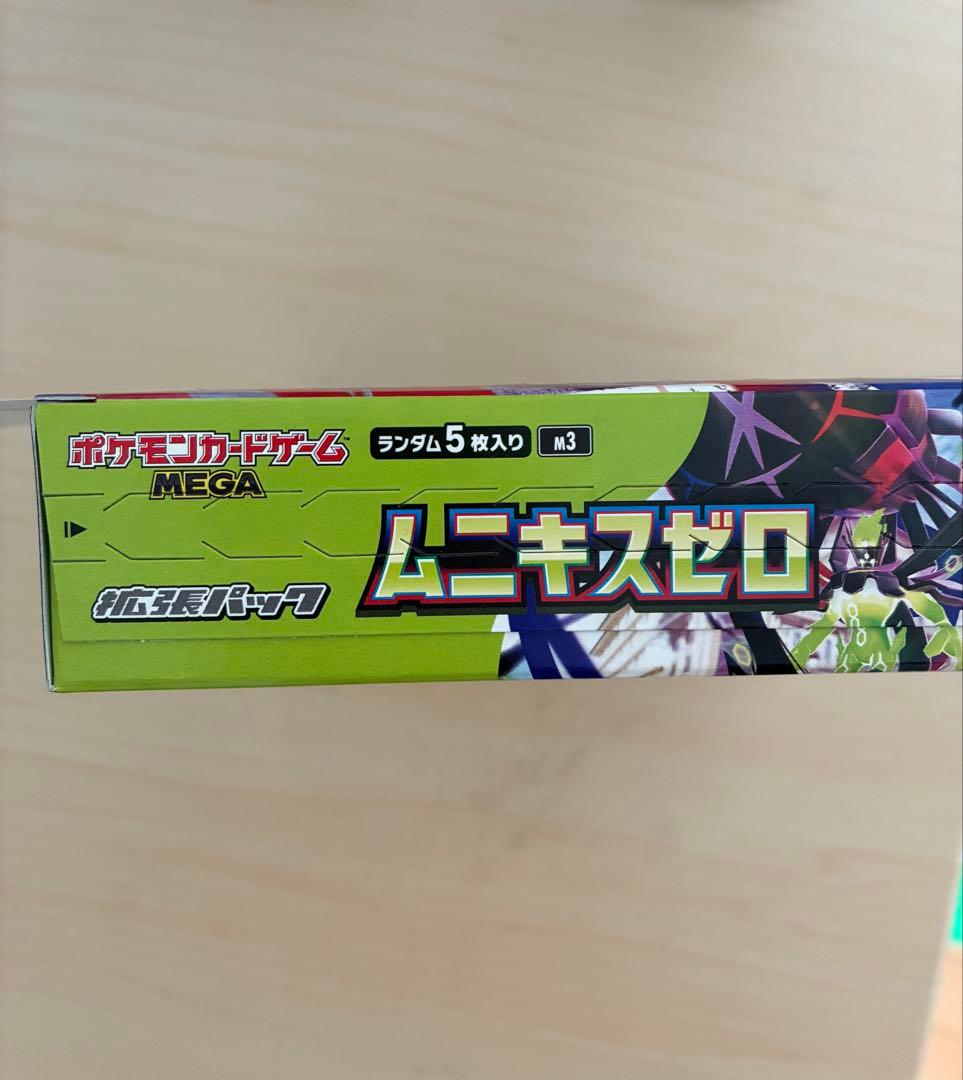 ポケモンカードゲーム
MEGA
ランダム5枚入り M3
ムニキスゼロ
拡張パック